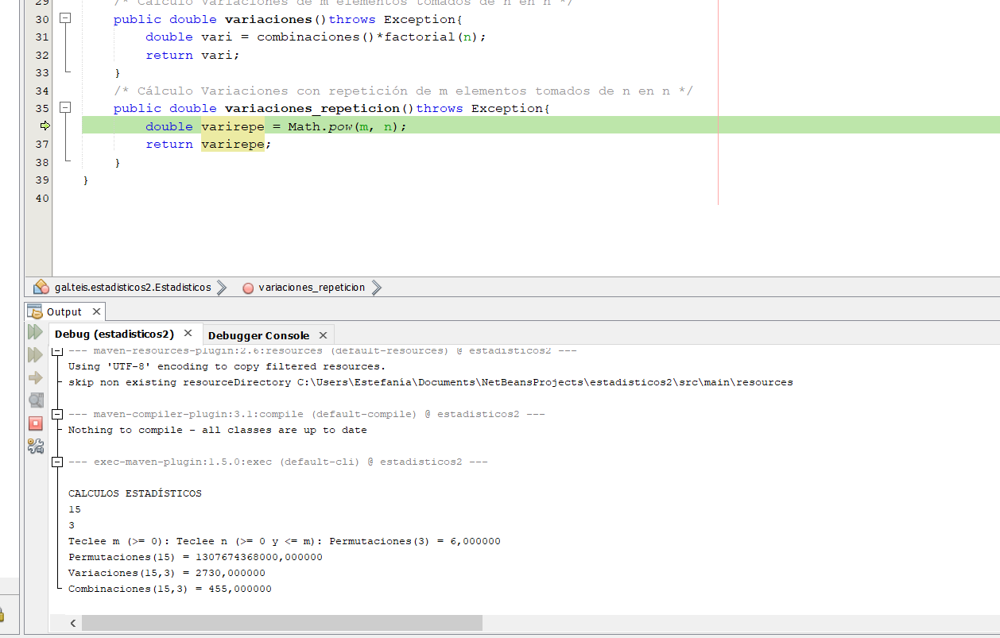 29 /* Cálculo Variaciones de m elementos tomados de n en n */
30 public double variaciones()throws Exception{
31 double vari = combinaciones()*factorial(n);
32 return vari;
33 }
34 /* Cálculo Variaciones con repetición de m elementos tomados de n en n */
35 public double variaciones_repeticion()throws Exception{
double varirepe = Math.pow(m, n);
37 return varirepe;
38 }
39 }
40
gal.teis.estadisticos2.Estadisticos variaciones_repeticion
Output
Debug (estadisticos2) Debugger Console
--- maven-resources-plugin:2.6:resources (default-resources) @ estadisticos2 ---
Using 'UTF-8' encoding to copy filtered resources.
skip non existing resourceDirectory C:\Users\Estefania\Documents\NetBeansProjects\estadisticos2\src\main\resources
--- maven-compiler-plugin:3.1:compile (default-compile) @ estadisticos2 ---
Nothing to compile - all classes are up to date
--- exec-maven-plugin:1.5.0:exec (default-cli) @ estadisticos2 ---
CALCULOS ESTADÍSTICOS
15
3
Teclee m (>= 0): Teclee n (>= 0 y <= m): Permutaciones(3) = 6,000000
Permutaciones(15) = 1307674368000,000000
Variaciones(15,3) = 2730,000000
Combinaciones(15,3) = 455,000000